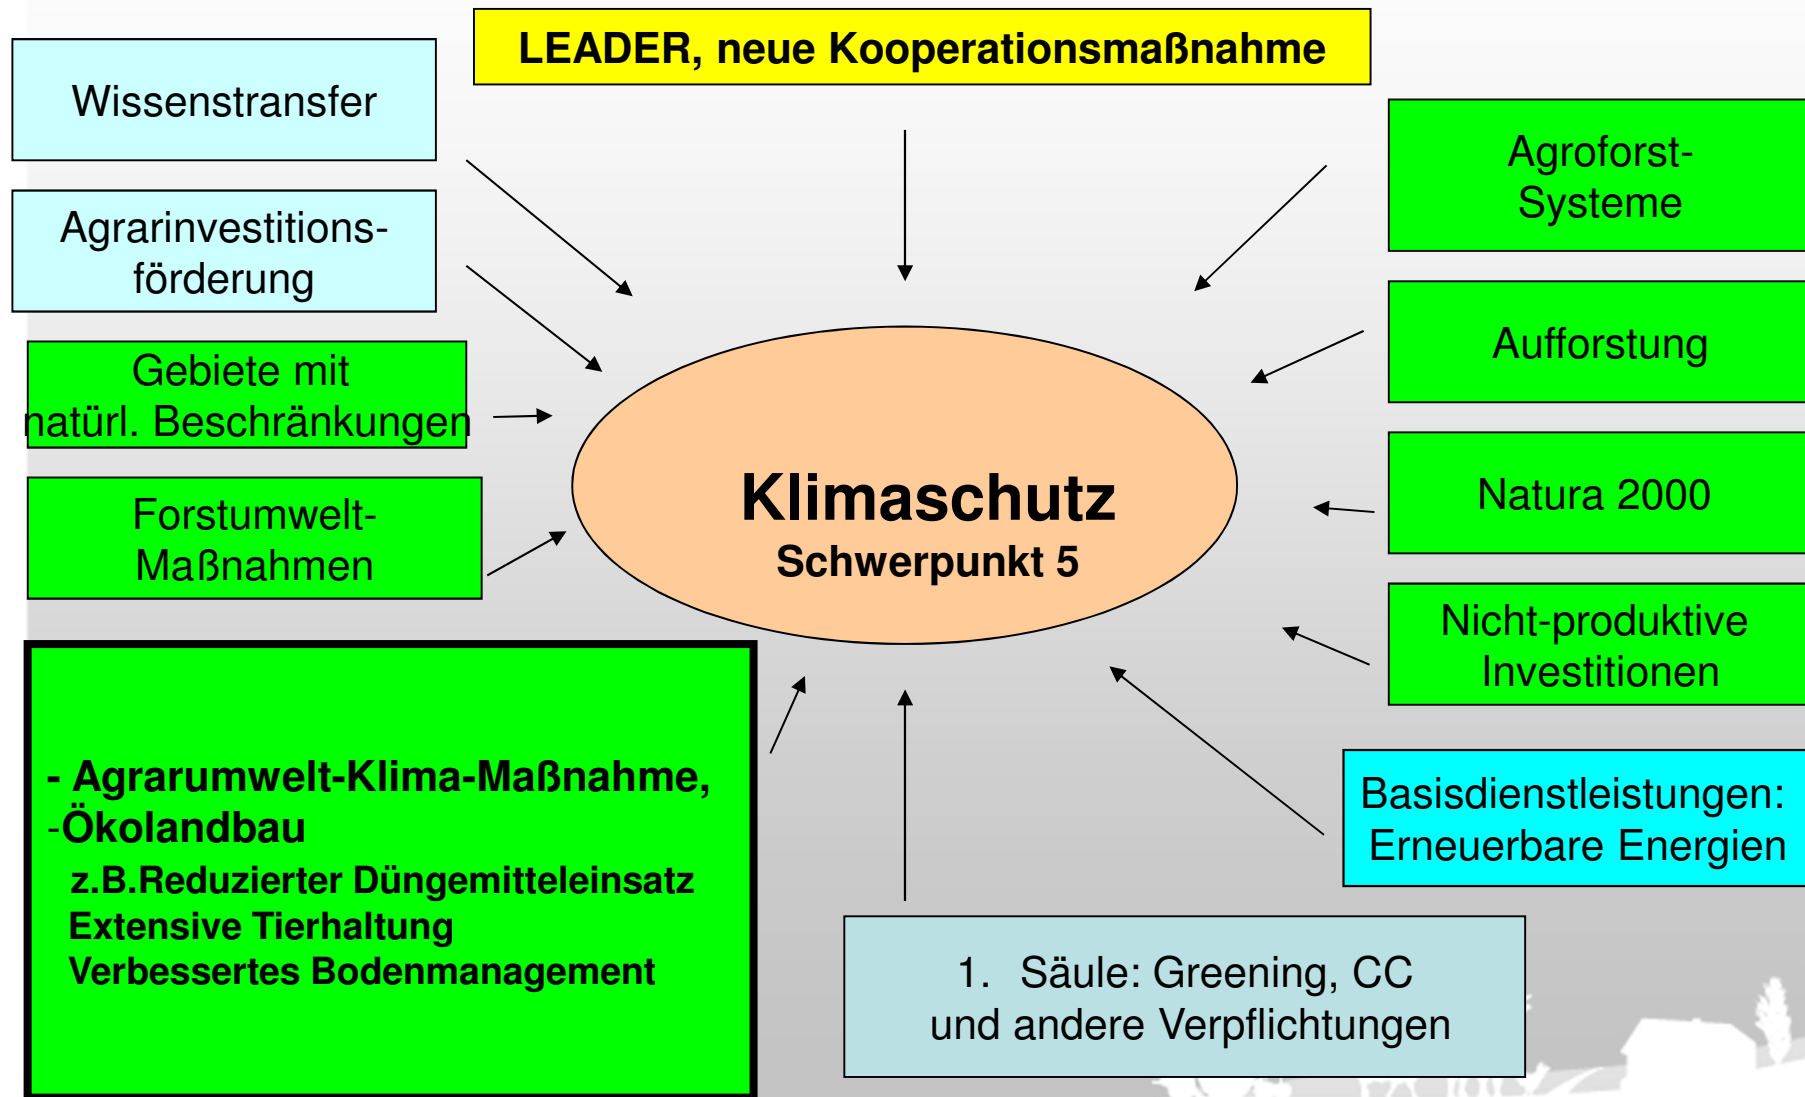 LEADER, neue Kooperationsmaßnahme
Wissenstransfer
Agrarinvestitions-
förderung
Gebiete mit
natürl. Beschränkungen
Forstumwelt-
Maßnahmen
- Agrarumwelt-Klima-Maßnahme,
-Ökolandbau
z.B.Reduzierter Düngemitteleinsatz
Extensive Tierhaltung
Verbessertes Bodenmanagement
Klimaschutz
Schwerpunkt 5
Agroforst-
Systeme
Aufforstung
Natura 2000
Nicht-produktive
Investitionen
Basisdienstleistungen:
Erneuerbare Energien
1. Säule: Greening, CC
und andere Verpflichtungen